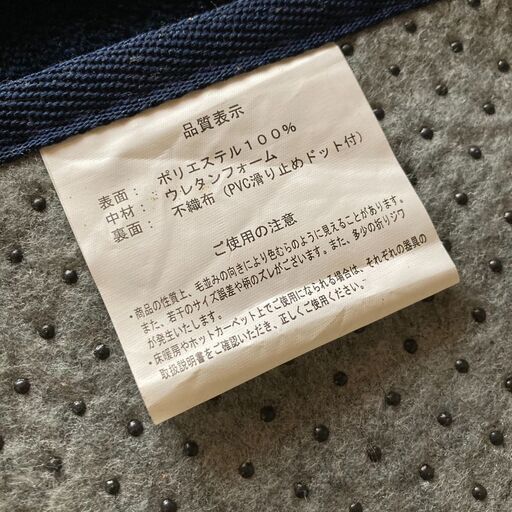 品質表示
表面： ポリエステル１００％
中材： ウレタンフォーム
裏面： 不織布（PVC滑り止めドット付）
ご使用の注意
・商品の性質上、毛並みの向きにより色むらのように見えることがあります。
また、若干のサイズ誤差や柄のズレがございます。また、多少の折りジワ
が発生いたします。
・床暖房やホットカーペット上でご使用になられる場合は、それぞれの器具の
取扱説明書をご確認いただき、正しくご使用ください。